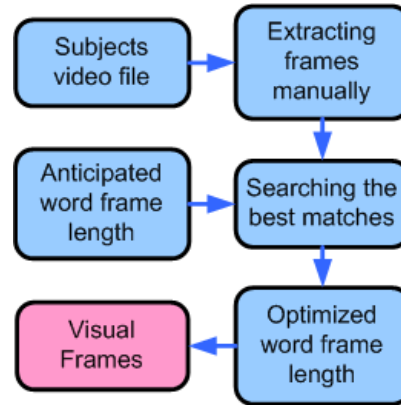 Subjects
video file
Extracting
frames
manually
Anticipated
word frame
length
Searching the
best matches
Visual
Frames
Optimized
word frame
length